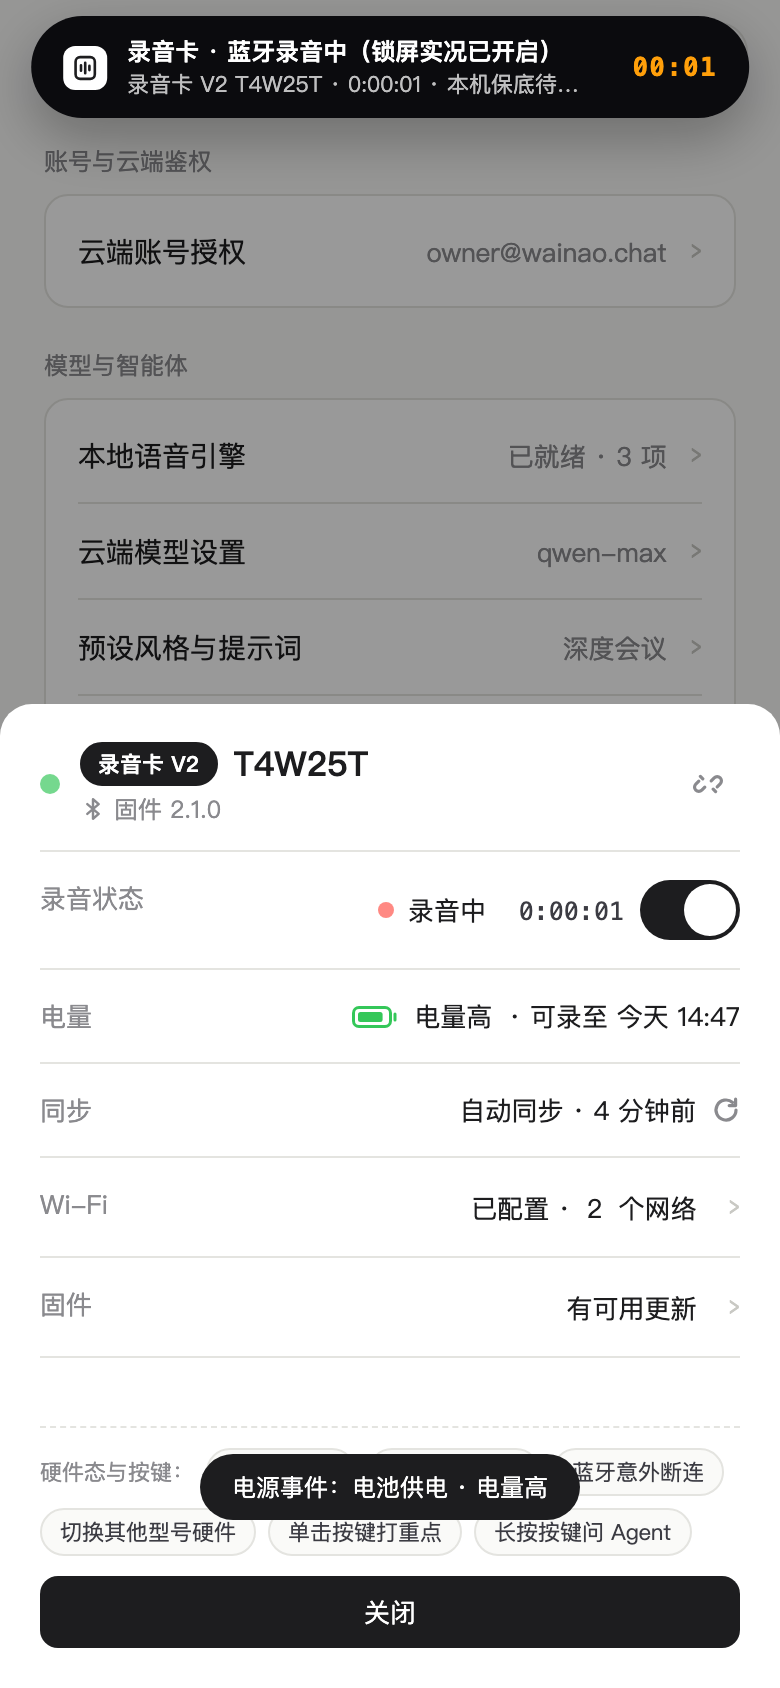 录音卡 · 蓝牙录音中（锁屏实况已开启）
录音卡 V2 T4W25T · 0:00:01 · 本机保底待...
00:01
账号与云端鉴权
云端账号授权 owner@wainao.chat
模型与智能体
本地语音引擎 已就绪 · 3 项
云端模型设置 qwen-max
预设风格与提示词 深度会议
录音卡 V2 T4W25T
固件 2.1.0
录音状态 录音中 0:00:01
电量 电量高 · 可录至 今天 14:47
同步 自动同步 · 4 分钟前
Wi-Fi 已配置 · 2 个网络
固件 有可用更新
硬件态与按键： 蓝牙意外断连
电源事件：电池供电 · 电量高
切换其他型号硬件 单击按键打重点 长按按键问 Agent
关闭